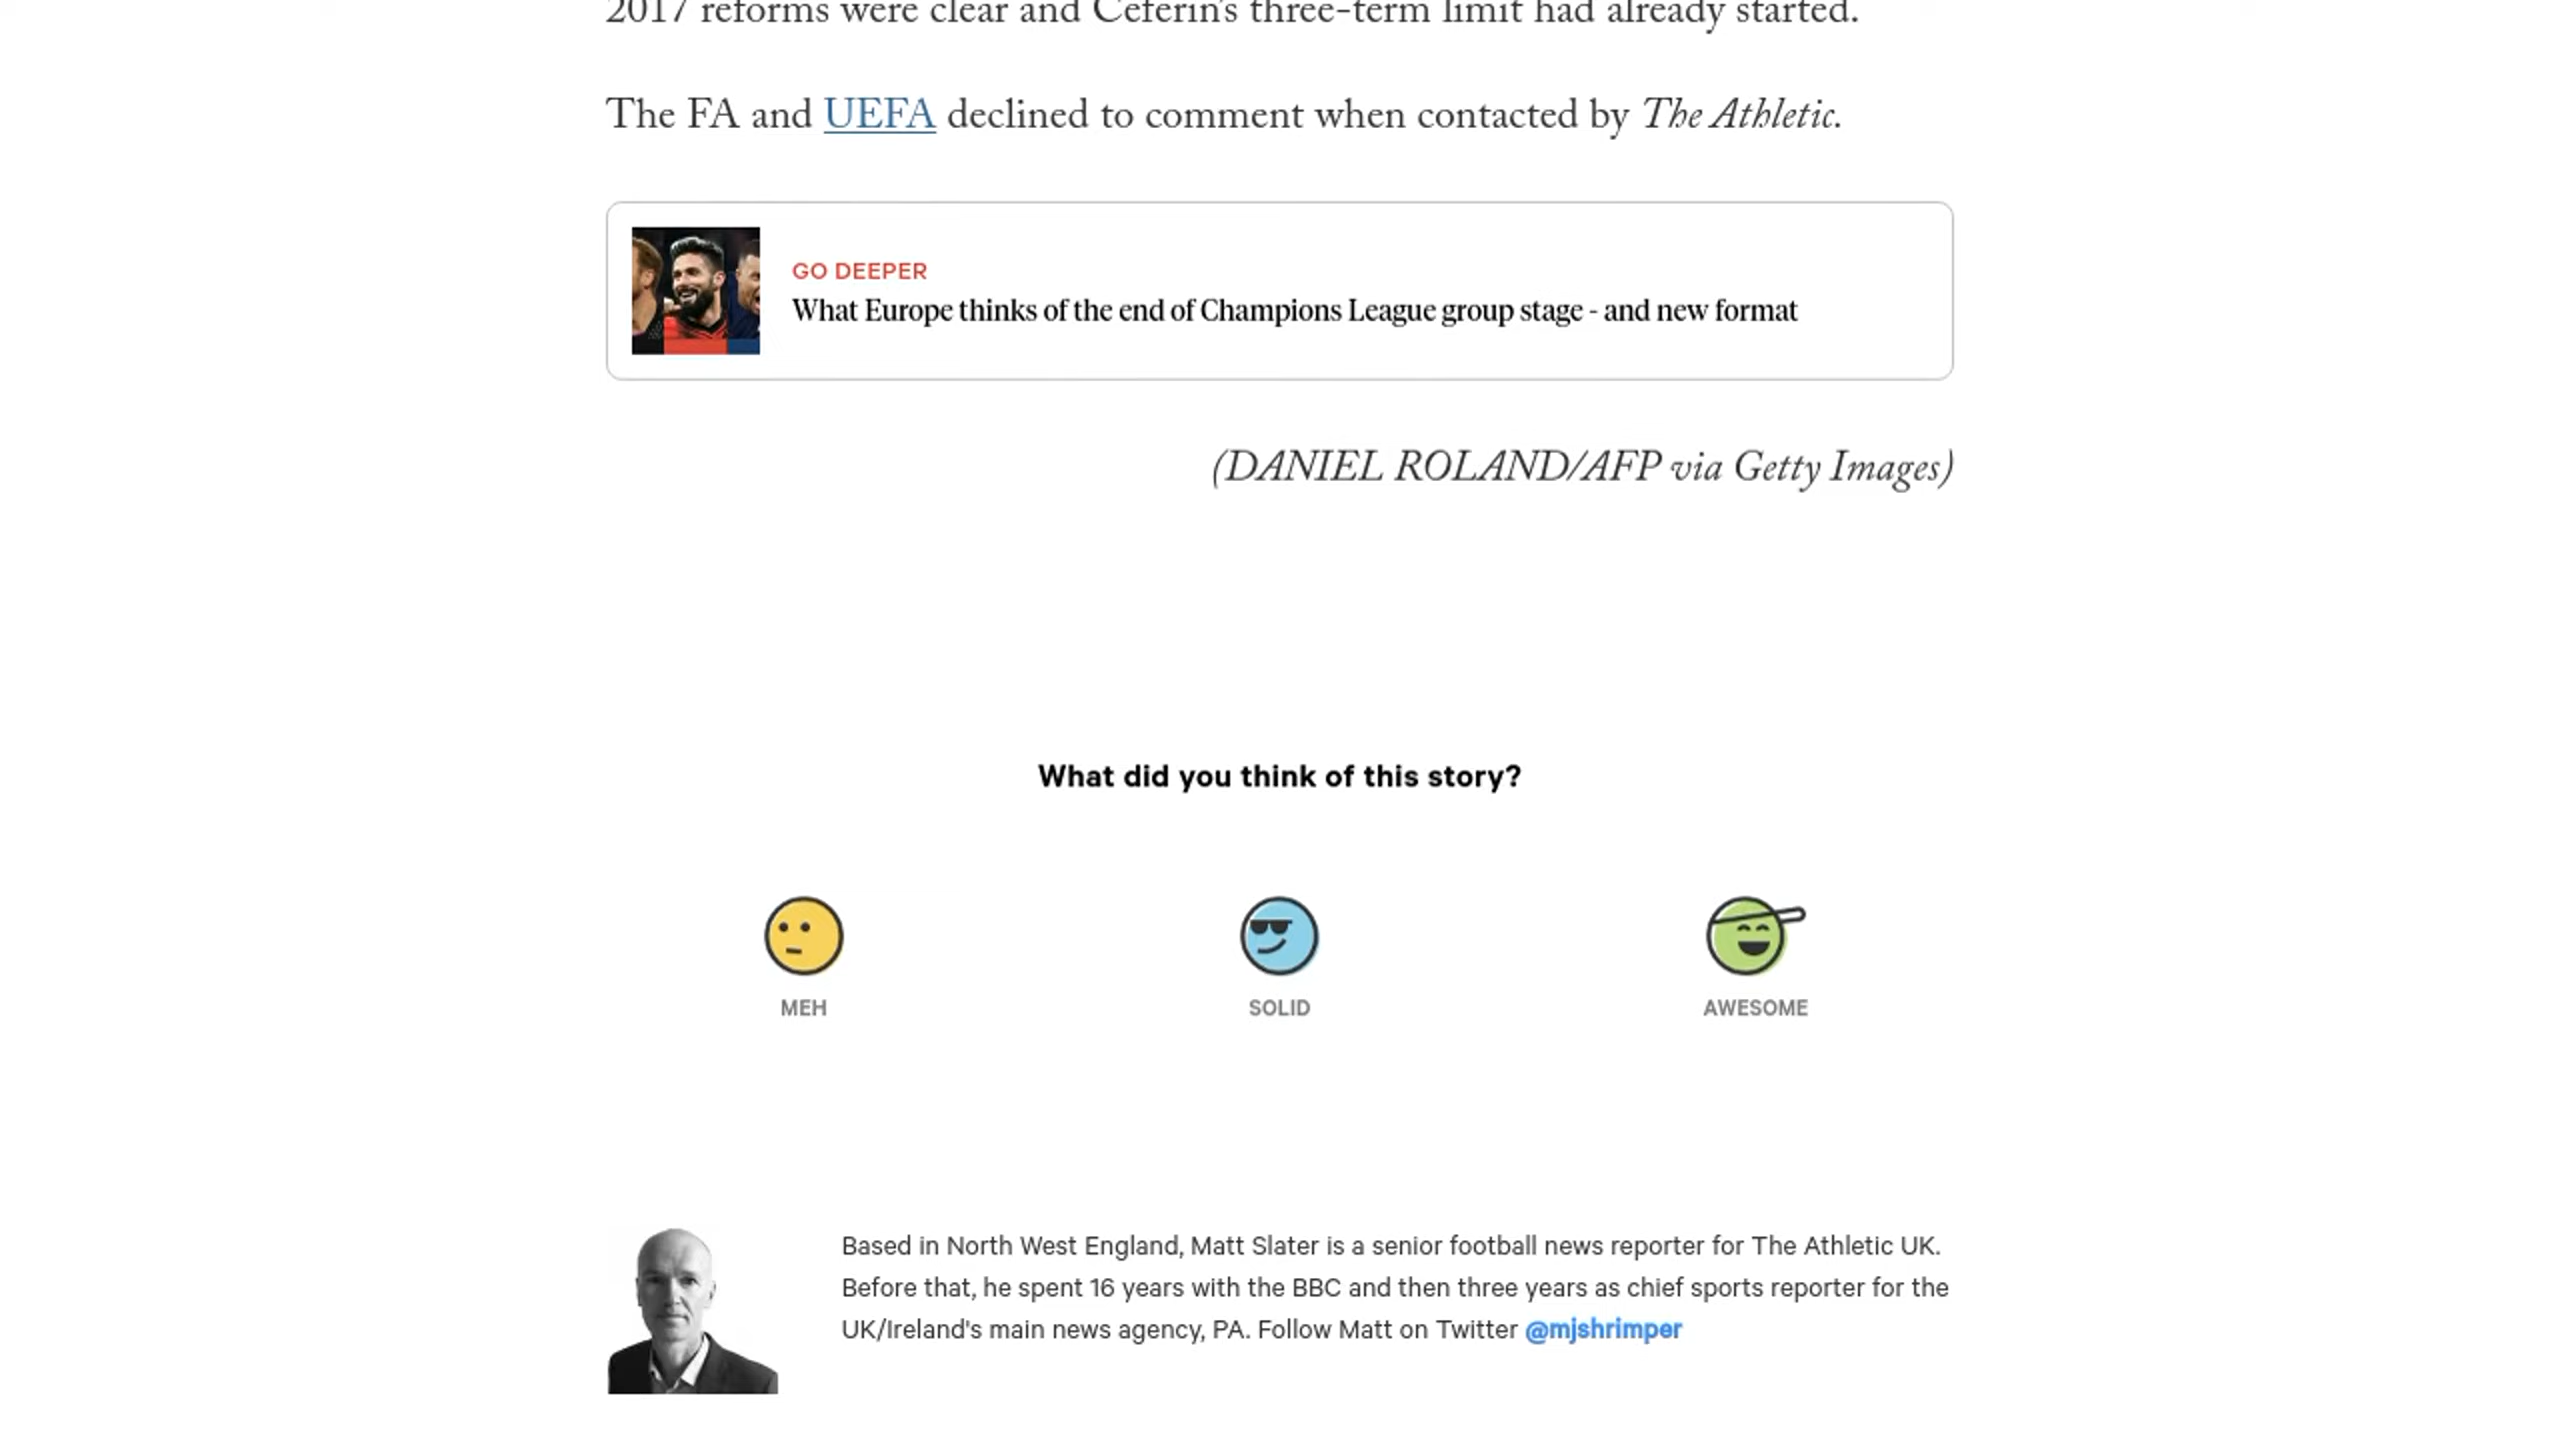 2017 reforms were clear and Ceferin's three-term limit had already started.
The FA and UEFA declined to comment when contacted by The Athletic.
GO DEEPER
What Europe thinks of the end of Champions League group stage - and new format
(DANIEL ROLAND/AFP via Getty Images)
What did you think of this story?
MEH
SOLID
AWESOME
Based in North West England, Matt Slater is a senior football news reporter for The Athletic UK.
Before that, he spent 16 years with the BBC and then three years as chief sports reporter for the
UK/Ireland's main news agency, PA. Follow Matt on Twitter @mjshrimper